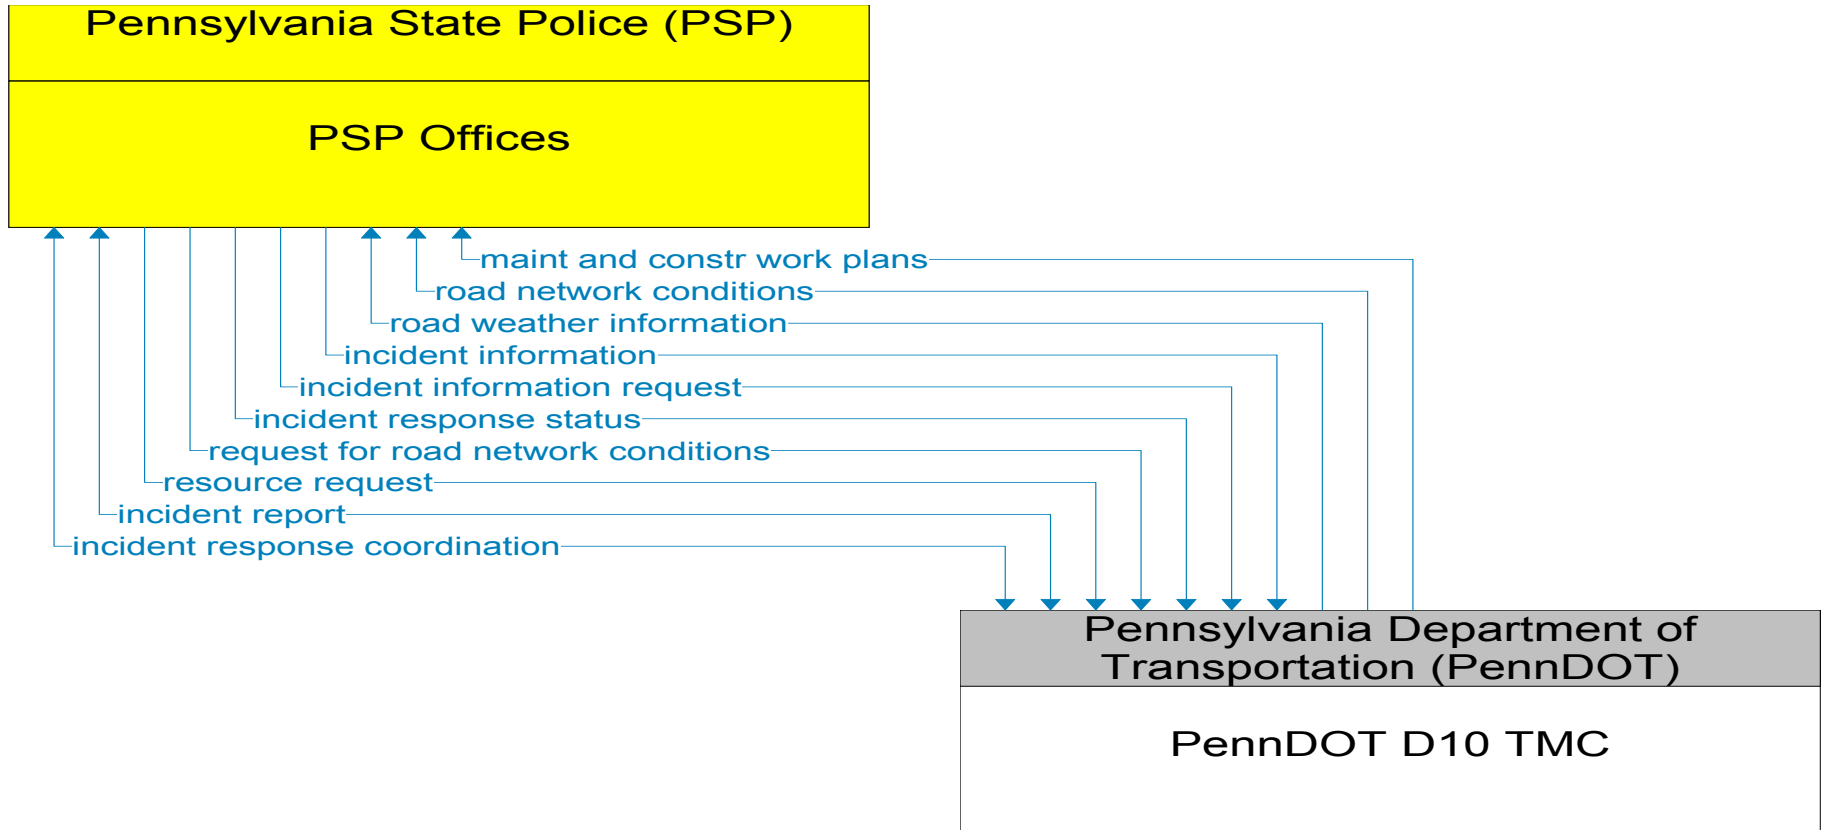 Pennsylvania State Police (PSP)
PSP Offices
maint and constr work plans
road network conditions
road weather information
incident information
incident information request
incident response status
request for road network conditions
resource request
incident report
incident response coordination
Pennsylvania Department of
Transportation (PennDOT)
PennDOT D10 TMC